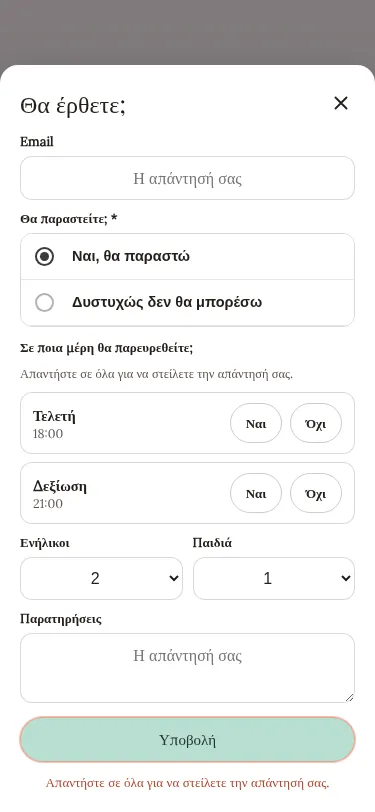 Θα έρθετε;
Email
Η απάντησή σας
Θα παραστείτε; *
Ναι, θα παραστώ
Δυστυχώς δεν θα μπορέσω
Σε ποια μέρη θα παρευρεθείτε;
Απαντήστε σε όλα για να στείλετε την απάντησή σας.
Τελετή
18:00
Ναι
Όχι
Δεξίωση
21:00
Ναι
Όχι
Ενήλικοι
Παιδιά
2
1
Παρατηρήσεις
Η απάντησή σας
Υποβολή
Απαντήστε σε όλα για να στείλετε την απάντησή σας.